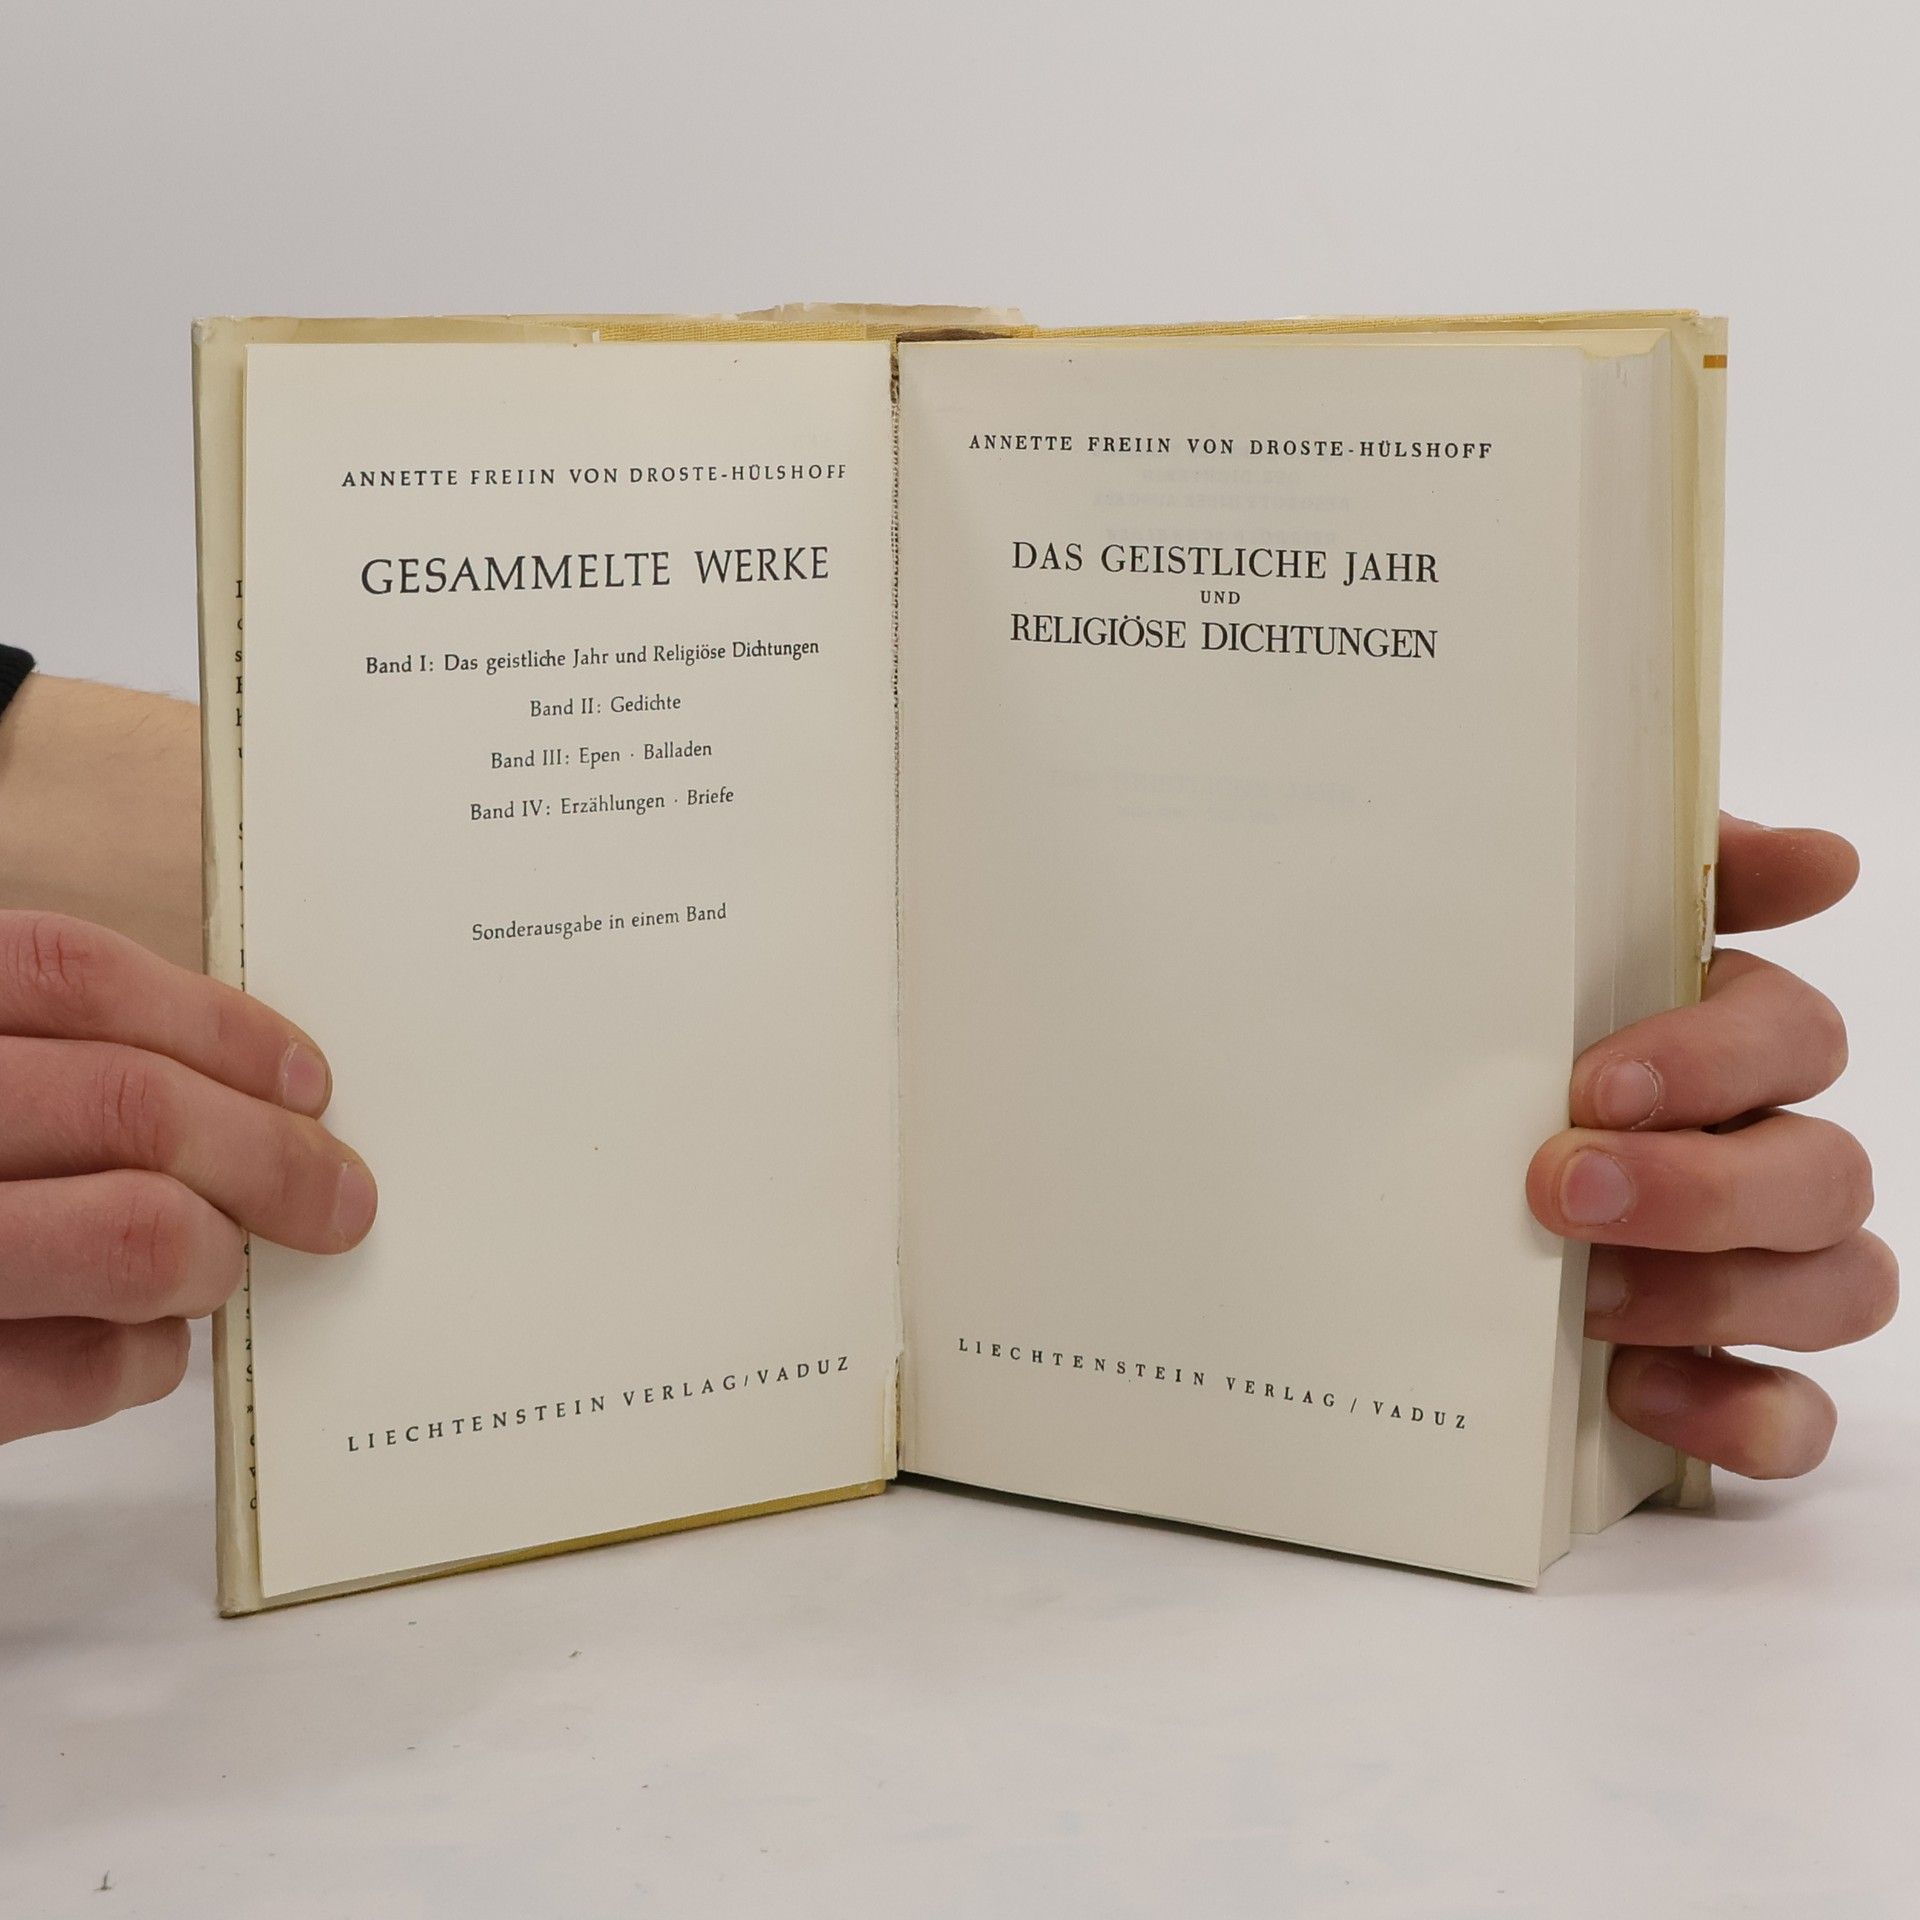 ANNETTE FREIIN VON DROSTE-HÜLSHOFF
GESAMMELTE WERKE
Band I: Das geistliche Jahr und Religiöse Dichtungen
Band II: Gedichte
Band III: Epen · Balladen
Band IV: Erzählungen · Briefe
Sonderausgabe in einem Band
LIECHTENSTEIN VERLAG/VADUZ
ANNETTE FREIIN VON DROSTE-HÜLSHOFF
DAS GEISTLICHE JAHR
UND
RELIGIÖSE DICHTUNGEN
LIECHTENSTEIN VERLAG / VADUZ